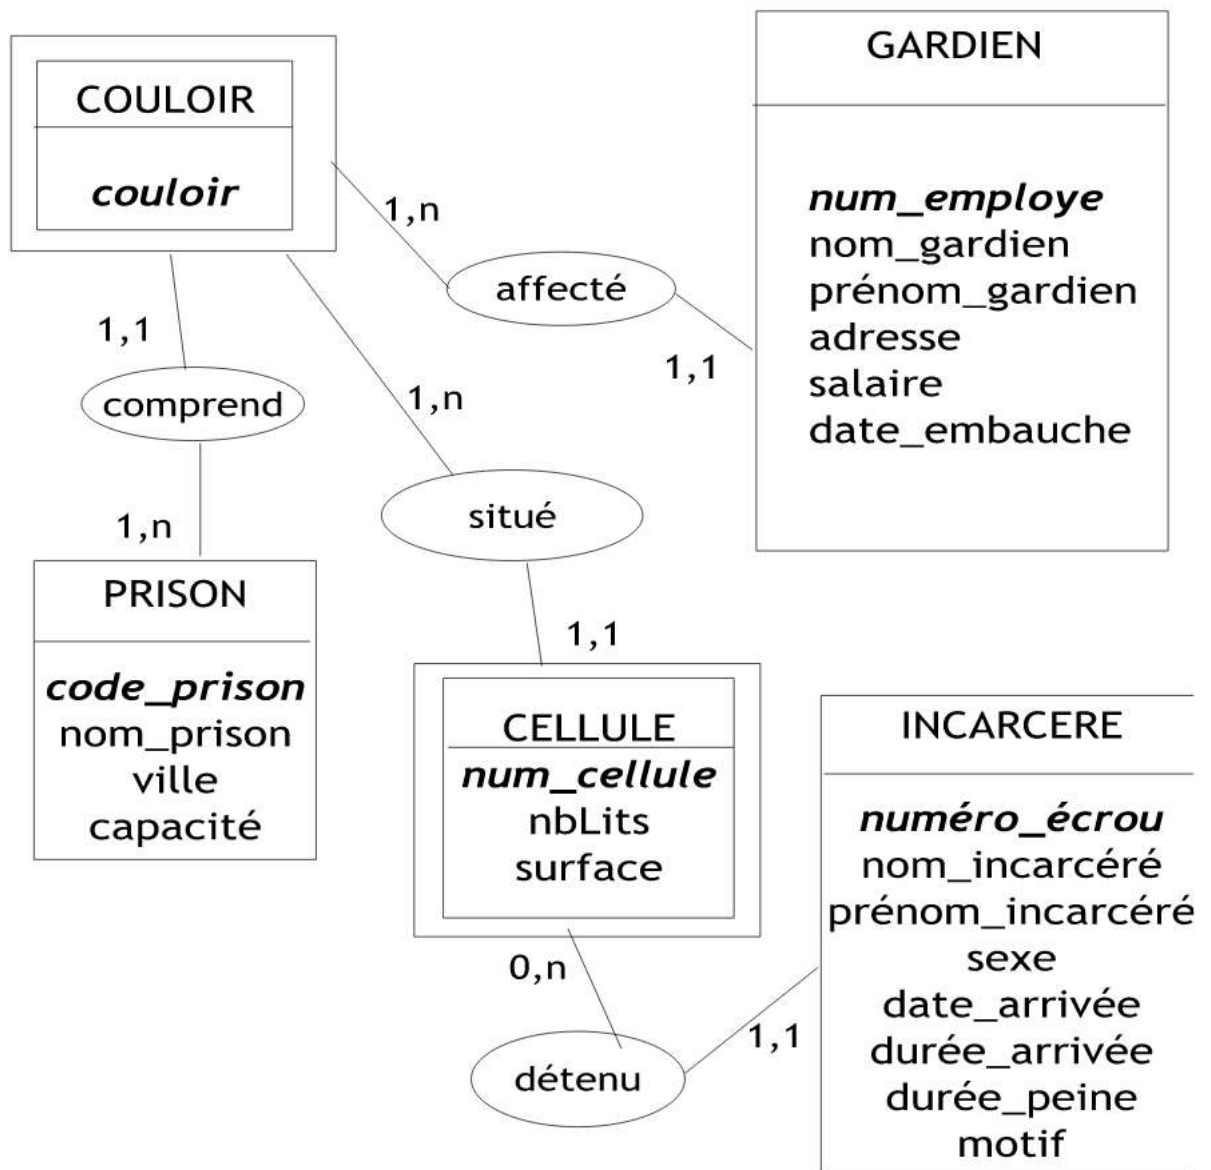 COULOIR
couloir
GARDIEN
num_employe
nom_gardien
prénom_gardien
adresse
salaire
date_embauche
1,n
affecté
1,1
1,1
comprend
1,n
1,n
situé
1,1
PRISON
code_prison
nom_prison
ville
capacité
CELLULE
num_cellule
nbLits
surface
0,n
détenu
1,1
INCARCERE
numéro_écrou
nom_incarcéré
prénom_incarcéré
sexe
date_arrivée
durée_arrivée
durée_peine
motif